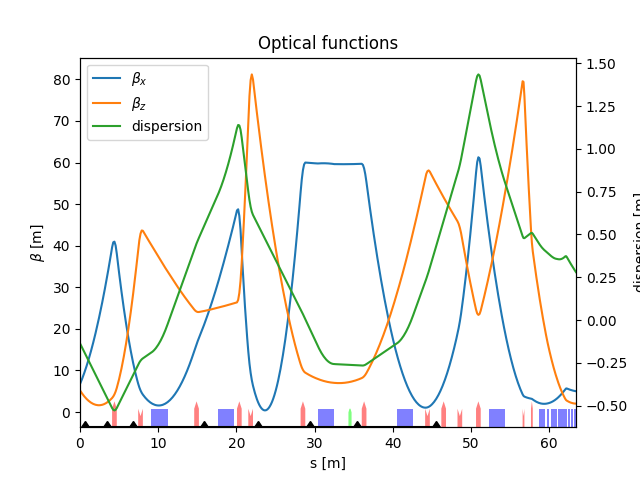 Optical functions
βx
βz
dispersion
β [m]
80
70
60
50
40
30
20
10
0
0 10 20 30 40 50 60
s [m]
1.50
1.25
1.00
0.75
0.50
0.25
0.00
−0.25
−0.50
dispersion [m]